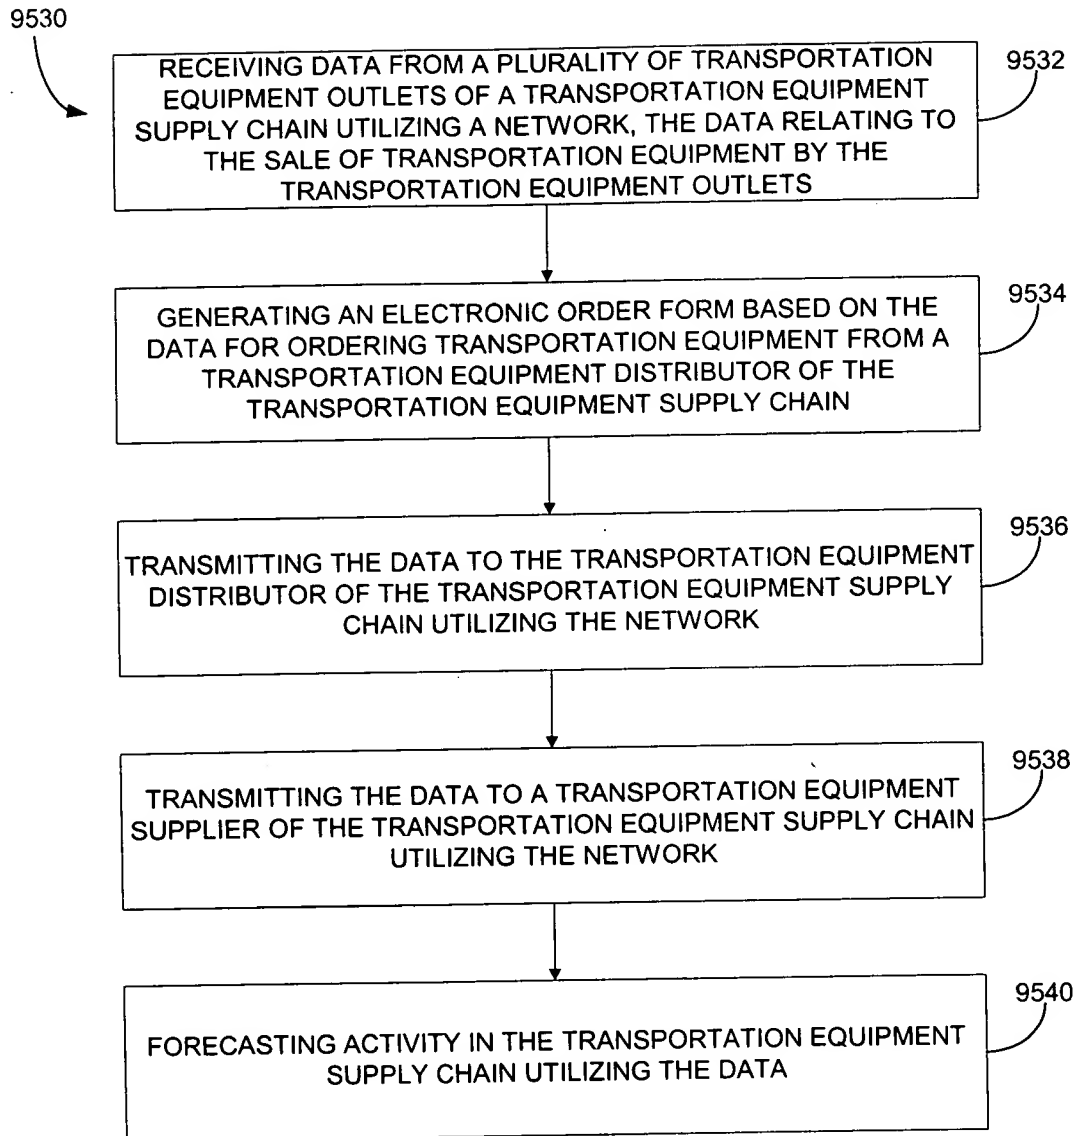 9530
RECEIVING DATA FROM A PLURALITY OF TRANSPORTATION
EQUIPMENT OUTLETS OF A TRANSPORTATION EQUIPMENT
SUPPLY CHAIN UTILIZING A NETWORK, THE DATA RELATING TO
THE SALE OF TRANSPORTATION EQUIPMENT BY THE
TRANSPORTATION EQUIPMENT OUTLETS
9532
GENERATING AN ELECTRONIC ORDER FORM BASED ON THE
DATA FOR ORDERING TRANSPORTATION EQUIPMENT FROM A
TRANSPORTATION EQUIPMENT DISTRIBUTOR OF THE
TRANSPORTATION EQUIPMENT SUPPLY CHAIN
9534
TRANSMITTING THE DATA TO THE TRANSPORTATION EQUIPMENT
DISTRIBUTOR OF THE TRANSPORTATION EQUIPMENT SUPPLY
CHAIN UTILIZING THE NETWORK
9536
TRANSMITTING THE DATA TO A TRANSPORTATION EQUIPMENT
SUPPLIER OF THE TRANSPORTATION EQUIPMENT SUPPLY CHAIN
UTILIZING THE NETWORK
9538
FORECASTING ACTIVITY IN THE TRANSPORTATION EQUIPMENT
SUPPLY CHAIN UTILIZING THE DATA
9540